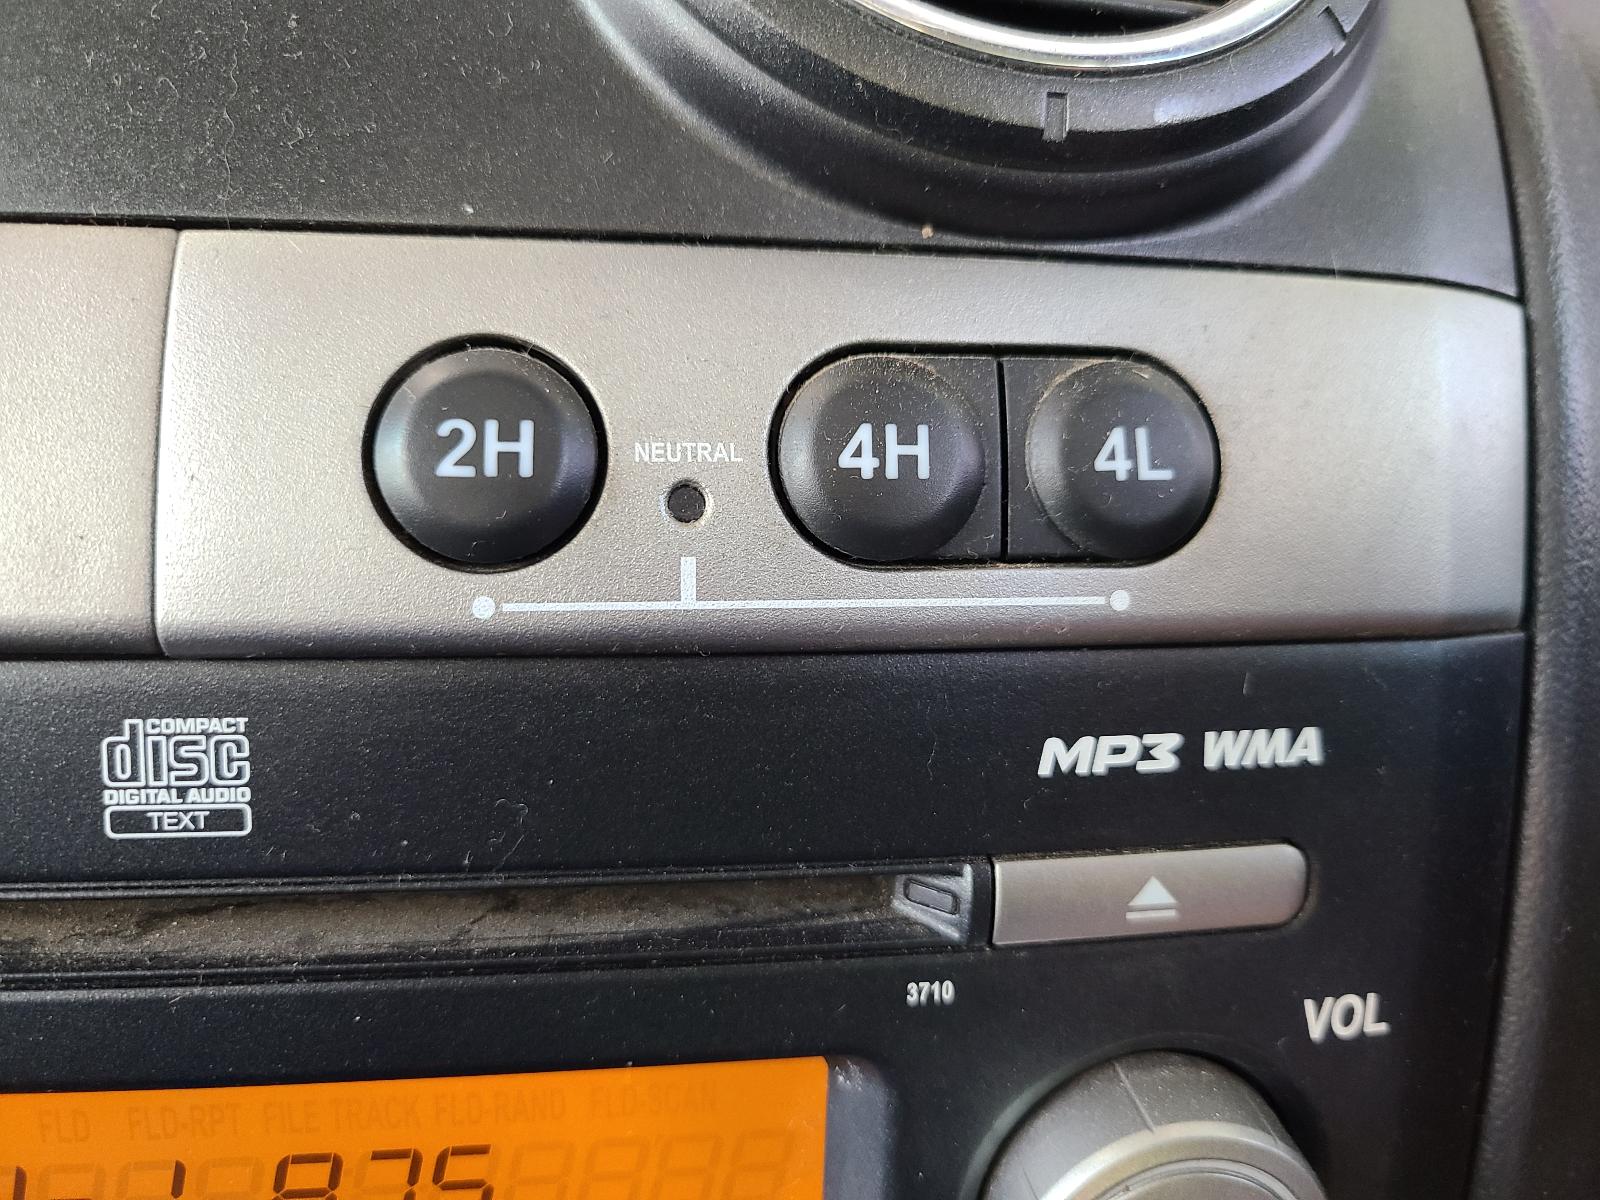 2H
NEUTRAL
4H
4L
COMPACT
disc
DIGITAL AUDIO
TEXT
MP3 WMA
3710
VOL
FLD FLD-RPT FILE TRACK FLD-RAND FLD-SCAN
875